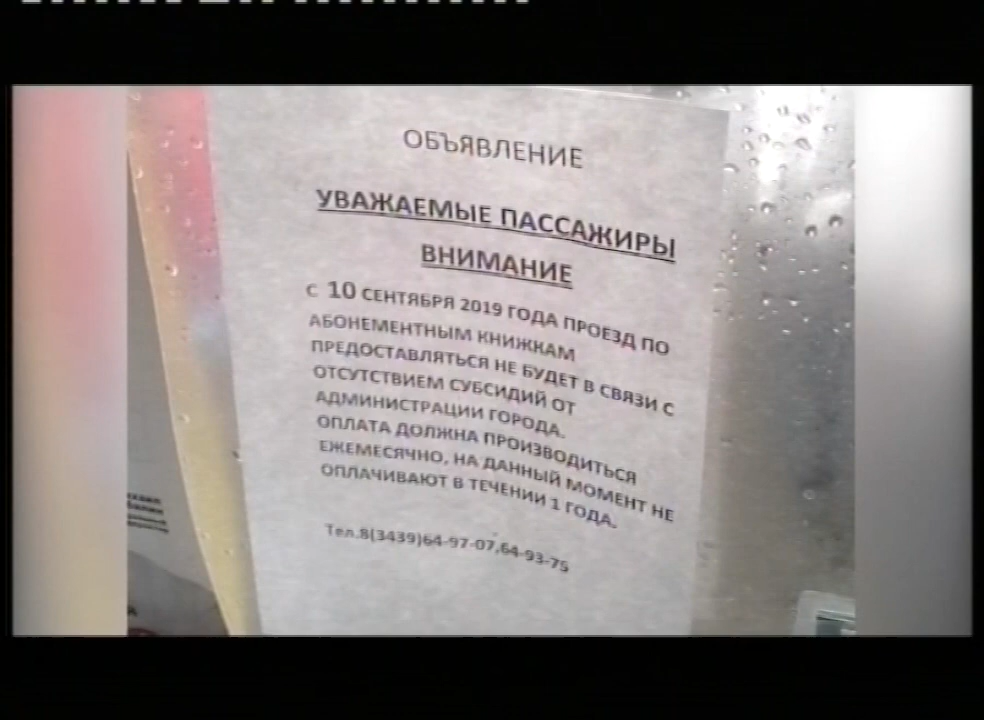 ОБЪЯВЛЕНИЕ
УВАЖАЕМЫЕ ПАССАЖИРЫ
ВНИМАНИЕ
С 10 СЕНТЯБРЯ 2019 ГОДА ПРОЕЗД ПО
АБОНЕМЕНТНЫМ КНИЖКАМ
ПРЕДОСТАВЛЯТЬСЯ НЕ БУДЕТ В СВЯЗИ С
ОТСУТСТВИЕМ СУБСИДИЙ ОТ
АДМИНИСТРАЦИИ ГОРОДА.
ОПЛАТА ДОЛЖНА ПРОИЗВОДИТЬСЯ
ЕЖЕМЕСЯЧНО, НА ДАННЫЙ МОМЕНТ НЕ
ОПЛАЧИВАЮТ В ТЕЧЕНИИ 1 ГОДА.
Тел.8(3439)64-97-07,64-93-75